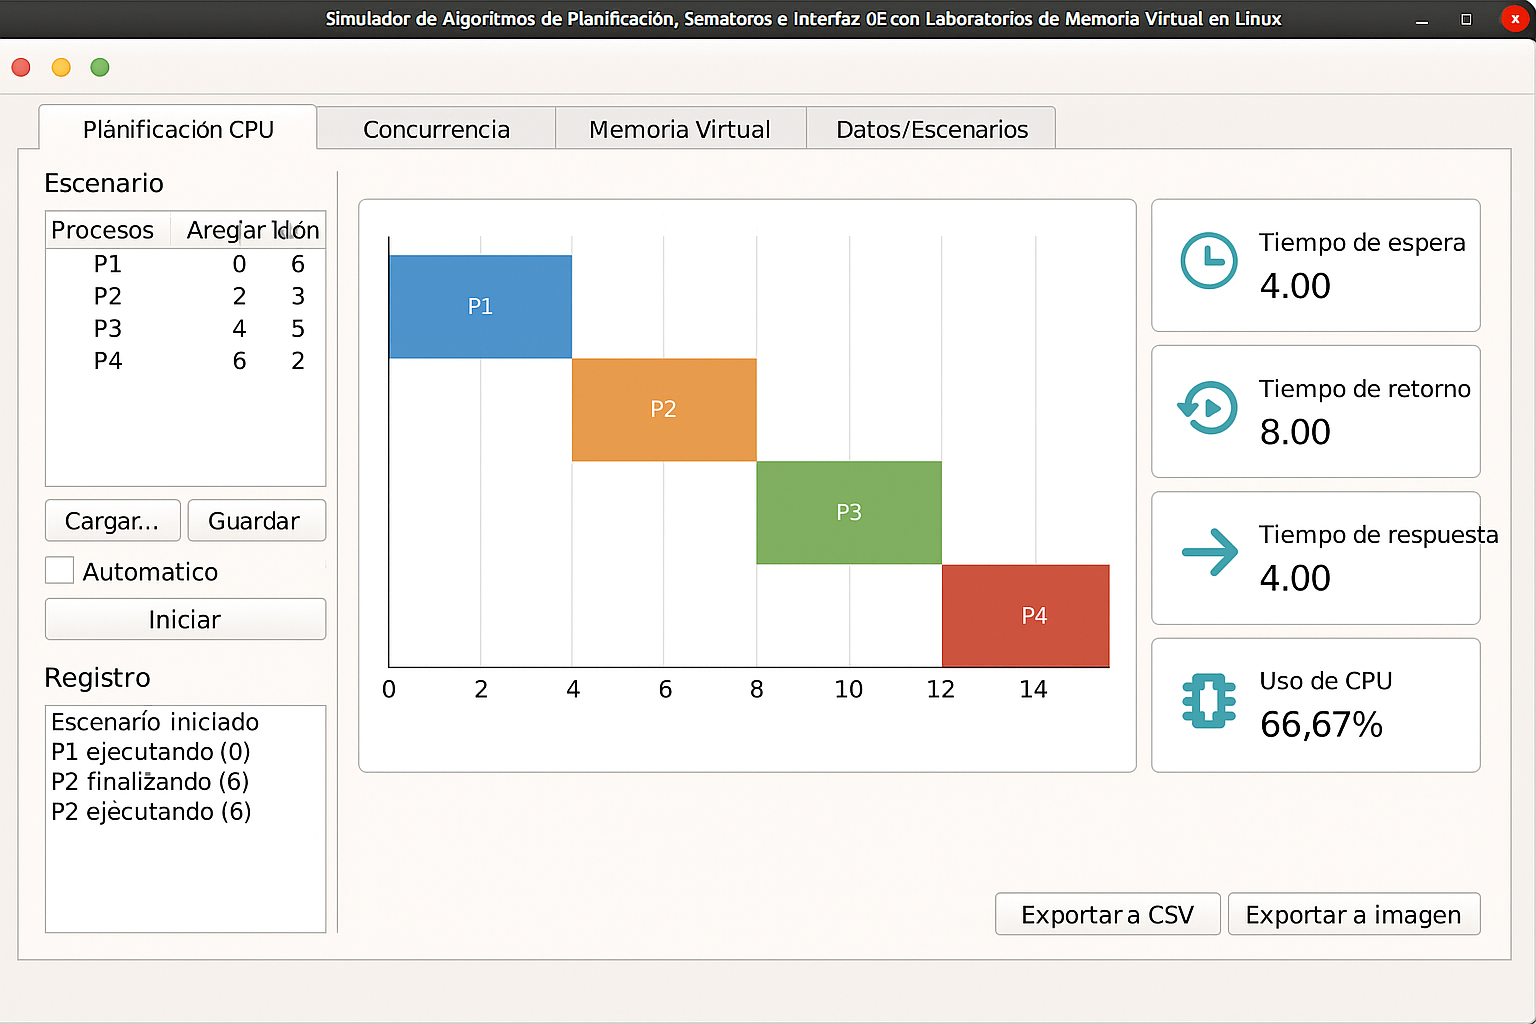 Simulador de Aigoritmos de Planificación, Sematoros e Interfaz 0E con Laboratorios de Memoria Virtual en Linux
Plánificación CPU
Concurrencia
Memoria Virtual
Datos/Escenarios
Escenario
Procesos Aregar
P1 0 6
P2 2 3
P3 4 5
P4 6 2
Cargar...
Guardar
Automatico
Iniciar
Registro
Escenarío iniciado
P1 ejecutando (0)
P2 finalizando (6)
P2 ejècutando (6)
P1
P2
P3
P4
0 2 4 6 8 10 12 14
Tiempo de espera
4.00
Tiempo de retorno
8.00
Tiempo de respuesta
4.00
Uso de CPU
66,67%
Exportar a CSV
Exportar a imagen